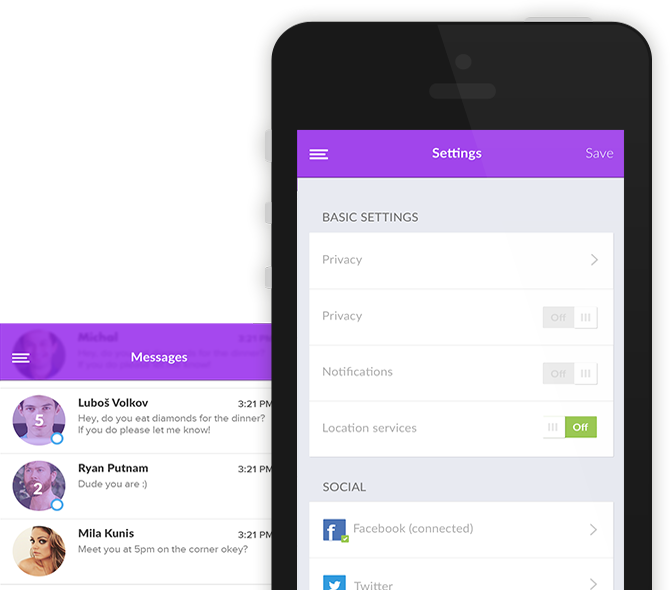 Settings
Save
BASIC SETTINGS
Privacy
Privacy
Off
Notifications
Off
Location services
Off
SOCIAL
Facebook (connected)
Twitter
Michal
Messages
Luboš Volkov
3:21 PM
Hey, do you eat diamonds for the dinner?
If you do please let me know!
5
Ryan Putnam
3:21 PM
Dude you are :)
2
Mila Kunis
3:21 PM
Meet you at 5pm on the corner okey?